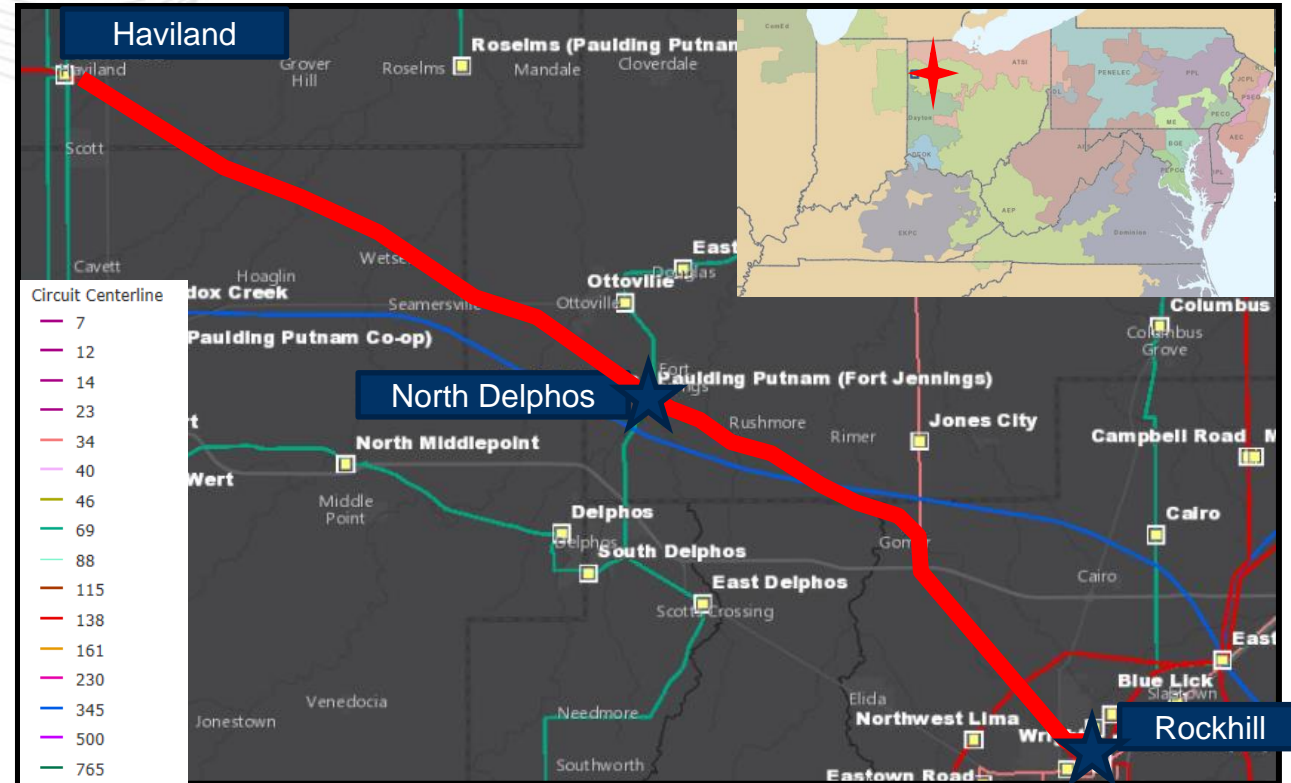 Haviland
Roselms (Paulding Putnam
Haviland
Grover
Hill
Roselms
Mandale
Cloverdale
Scott
Cavett
Hoaglin
East
Douglas
Ottovllie
Ottoville
Seamersville
dox Creek
Paulding Putnam Co-op)
Columbus
Columbus
Grove
North Delphos
Fort
Paulding Putnam (Fort Jennings)
Rushmore
Rimer
Jones City
Campbell Road
North Middlepoint
Wert
Middle
Point
Delphos
Delphos
South Delphos
East Delphos
Scotts Crossing
Gomer
Cairo
Cairo
East
Blue Lick
Slabtown
Elida
Northwest Lima
Rockhill
Eastown Road
Venedocia
Jonestown
Needmore
Southworth
Circuit Centerline
7
12
14
23
34
40
46
69
88
115
138
161
230
345
500
765
ComEd
ATSI
PENELEC
PPL
JCPL
PSEG
PECO
ME
AEC
Dayton
BGE
PEPCO
DPL
AEP
EKPC
Dominion